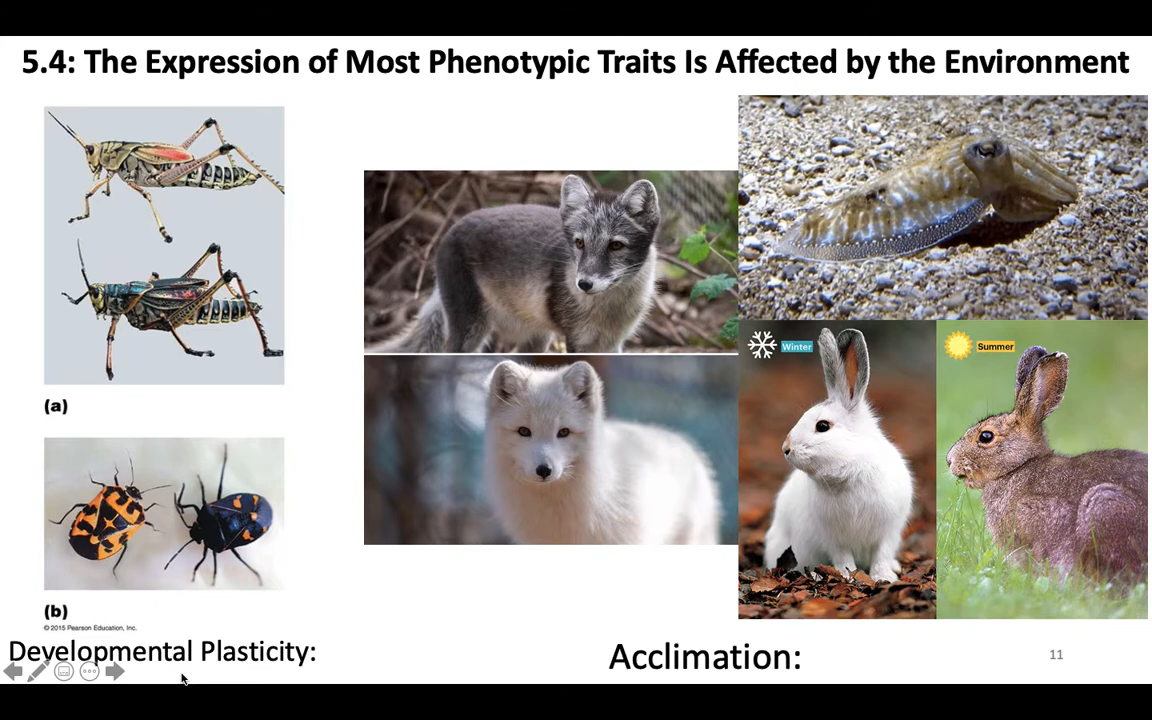 5.4: The Expression of Most Phenotypic Traits Is Affected by the Environment
(a)
(b)
© 2015 Pearson Education, Inc.
Winter
Summer
Developmental Plasticity:
Acclimation:
11